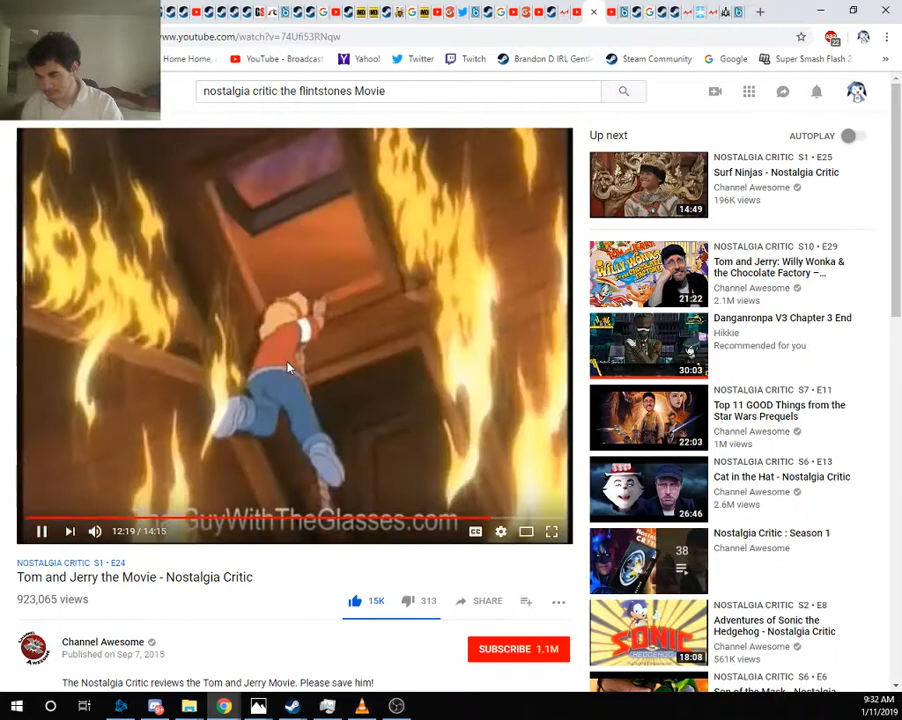 www.youtube.com/watch?v=74Ufi53RNqw
Home Home,
YouTube - Broadcast
Yahoo!
Twitter
Twitch
Brandon D IRL Gentl
Steam Community
Google
Super Smash Flash 2
»
22
nostalgia critic the flintstones Movie
TheGuyWithTheGlasses.com
12:19 / 14:15
CC
NOSTALGIA CRITIC S1 • E24
Tom and Jerry the Movie - Nostalgia Critic
923,065 views
15K
313
SHARE
Channel Awesome
Published on Sep 7, 2015
SUBSCRIBE 1.1M
The Nostalgia Critic reviews the Tom and Jerry Movie. Please save him!
Up next
AUTOPLAY
NOSTALGIA CRITIC S1 • E25
Surf Ninjas - Nostalgia Critic
Channel Awesome
196K views
14:49
NOSTALGIA CRITIC S10 • E29
Tom and Jerry: Willy Wonka &
the Chocolate Factory –...
Channel Awesome
2.1M views
21:22
Danganronpa V3 Chapter 3 End
Hikkie
Recommended for you
30:03
NOSTALGIA CRITIC S7 • E11
Top 11 GOOD Things from the
Star Wars Prequels
Channel Awesome
1M views
22:03
NOSTALGIA CRITIC S6 • E13
Cat in the Hat - Nostalgia Critic
Channel Awesome
2.6M views
26:46
Nostalgia Critic : Season 1
Channel Awesome
38
NOSTALGIA CRITIC S2 • E8
Adventures of Sonic the
Hedgehog - Nostalgia Critic
Channel Awesome
561K views
SONIC
18:08
NOSTALGIA CRITIC S6 • E6
Son of the Mask - Nostalgia
9:32 AM
1/11/2019